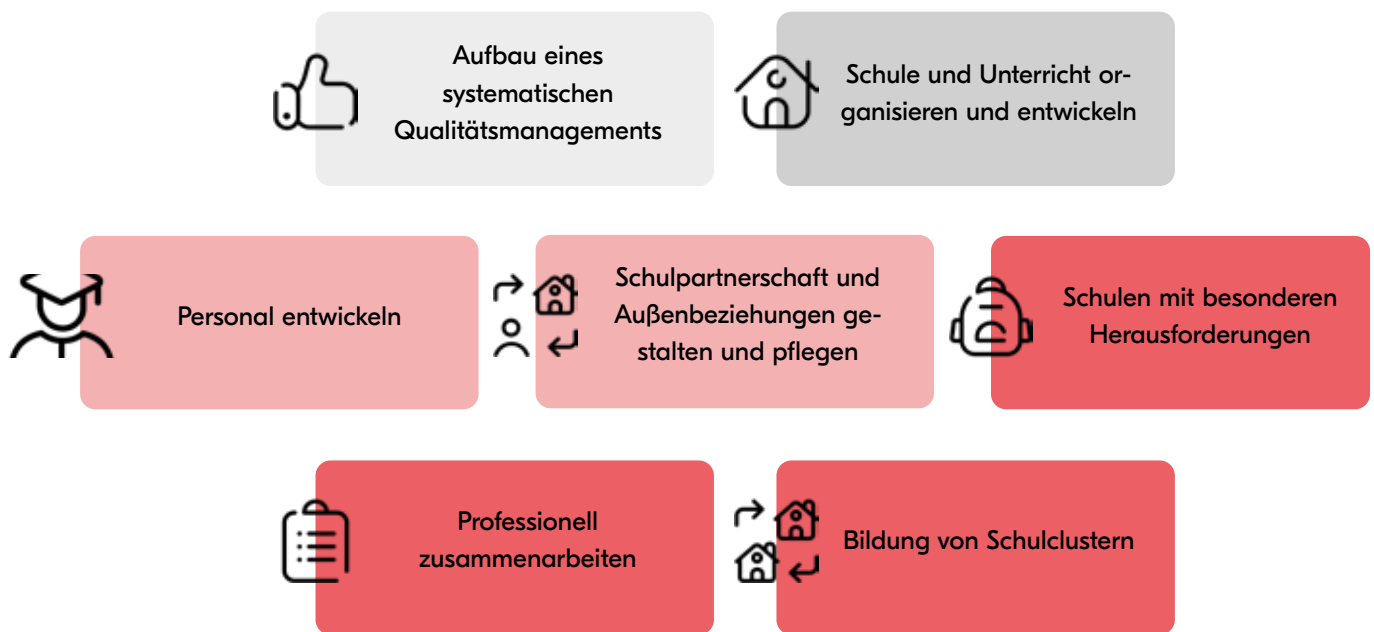 Aufbau eines
systematischen
Qualitätsmanagements
Schule und Unterricht or-
ganisieren und entwickeln
Personal entwickeln
Schulpartnerschaft und
Außenbeziehungen ge-
stalten und pflegen
Schulen mit besonderen
Herausforderungen
Professionell
zusammenarbeiten
Bildung von Schulclustern